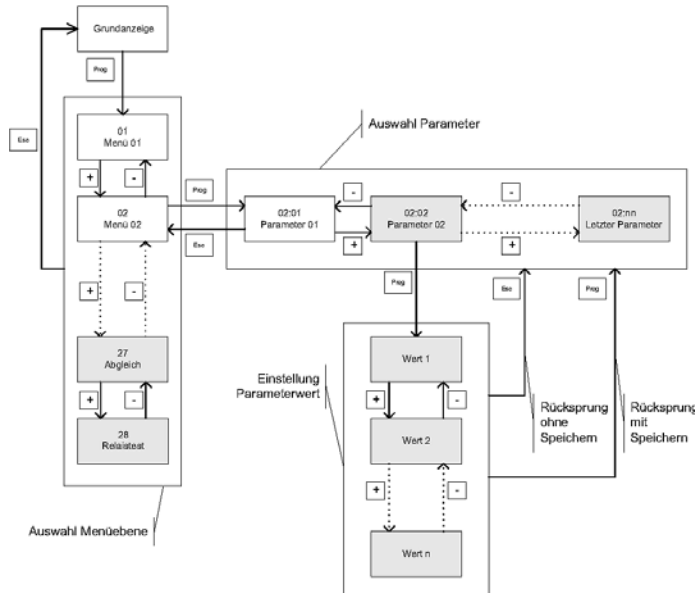 Grundanzeige
Prog
Esc
01
Menü 01
+
-
Auswahl Parameter
02
Menü 02
Prog
Esc
02:01
Parameter 01
-
+
02:02
Parameter 02
-
+
02:nn
Letzter Parameter
+
-
Prog
Esc
Prog
27
Abgleich
+
-
28
Relaistest
Einstellung
Parameterwert
Wert 1
+
-
Wert 2
+
-
Wert n
Rücksprung
ohne
Speichern
Rücksprung
mit
Speichern
Auswahl Menüebene